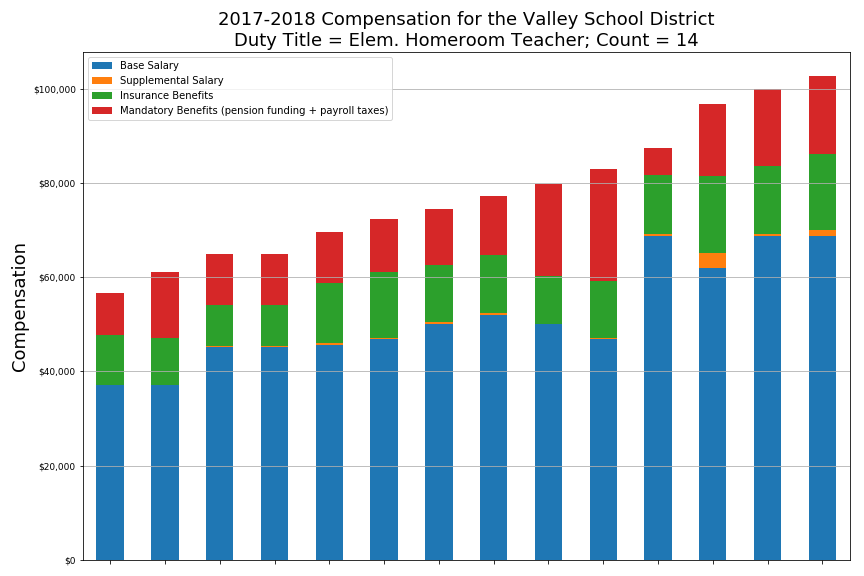 2017-2018 Compensation for the Valley School District
Duty Title = Elem. Homeroom Teacher; Count = 14
Base Salary
Supplemental Salary
Insurance Benefits
Mandatory Benefits (pension funding + payroll taxes)
Compensation
$100,000
$80,000
$60,000
$40,000
$20,000
$0